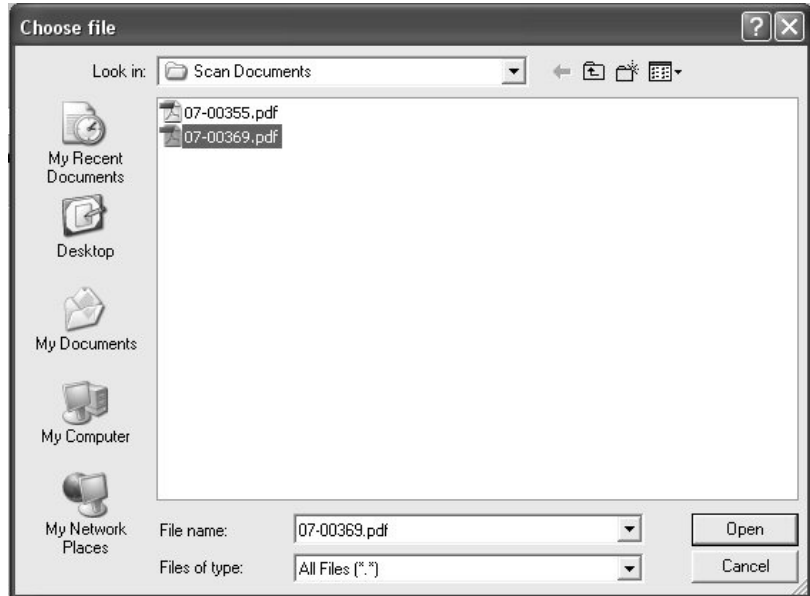 Choose file
Look in: Scan Documents
07-00355.pdf
07-00369.pdf
My Recent
Documents
Desktop
My Documents
My Computer
My Network
Places
File name: 07-00369.pdf Open
Files of type: All Files (*.*) Cancel